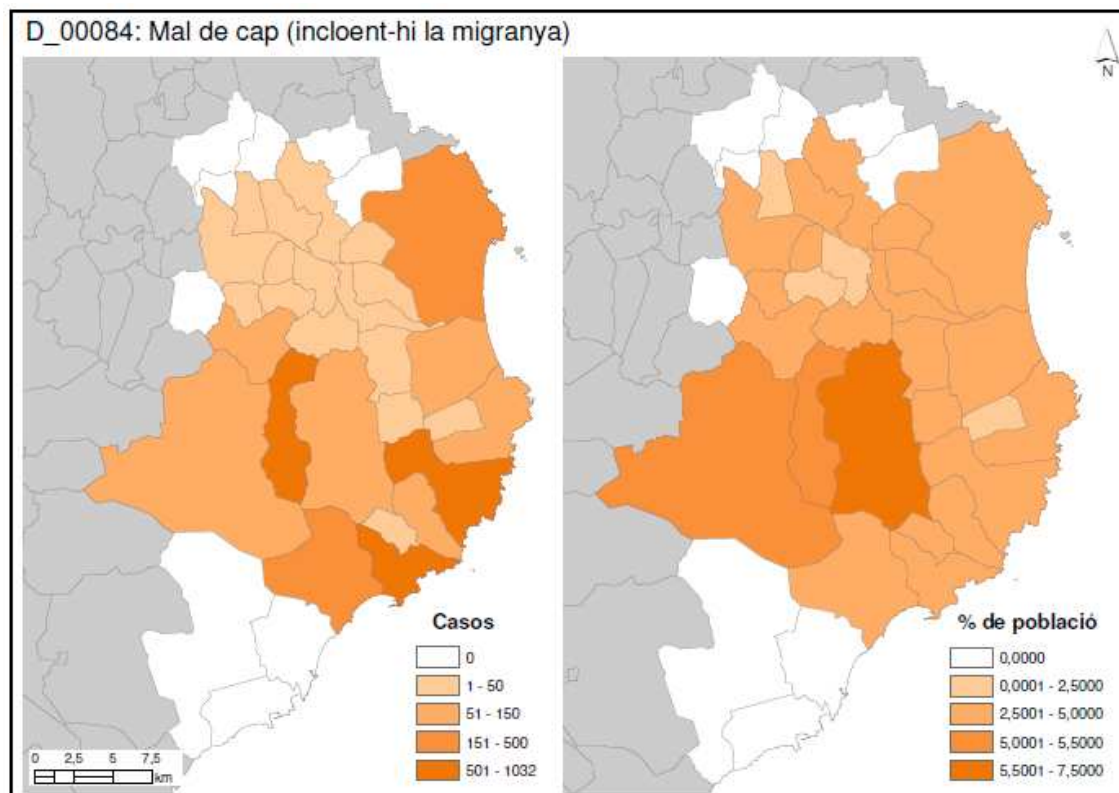 D_00084: Mal de cap (incloent-hi la migranya)
N
Casos
0
1 - 50
51 - 150
151 - 500
501 - 1032
0 2,5 5 7,5
km
% de població
0,0000
0,0001 - 2,5000
2,5001 - 5,0000
5,0001 - 5,5000
5,5001 - 7,5000